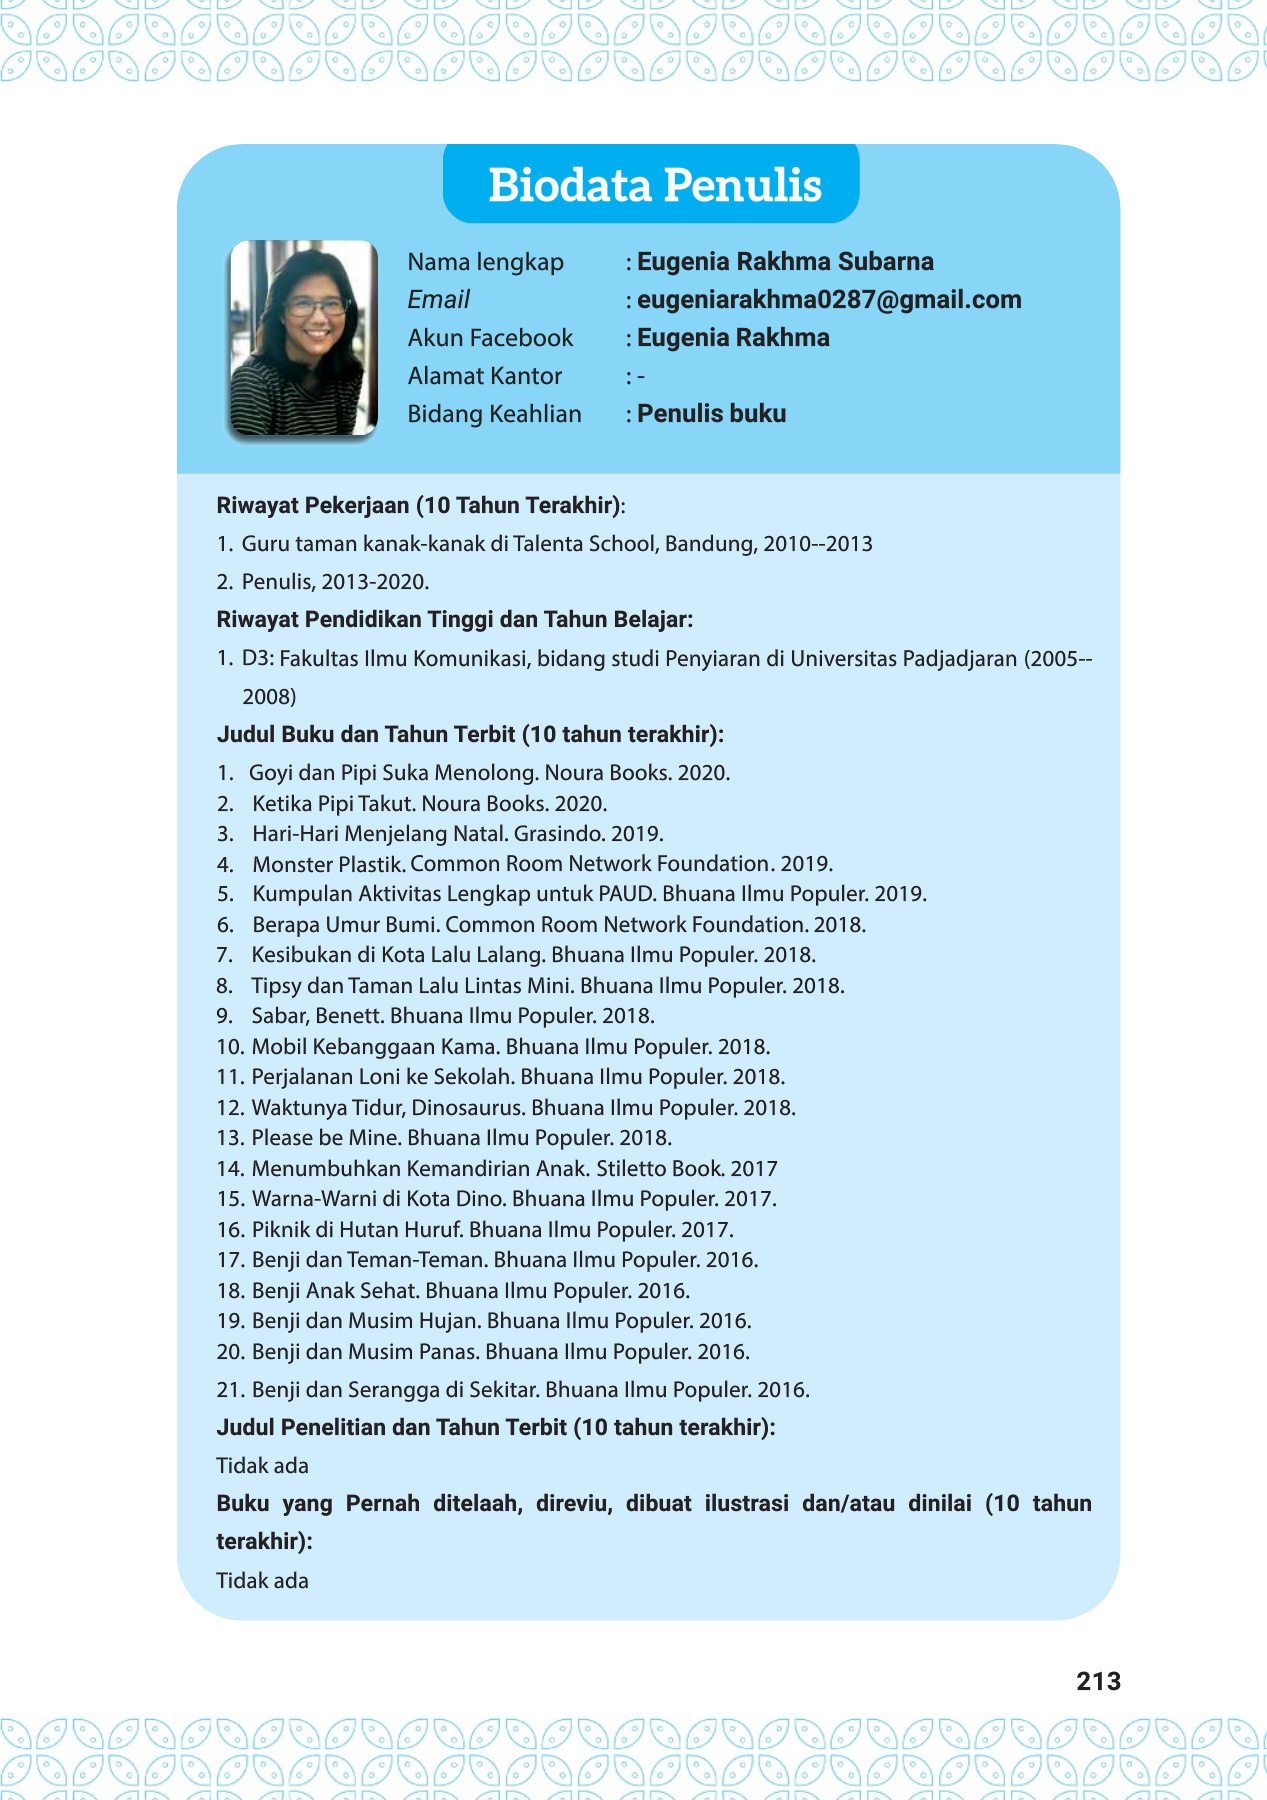 Biodata Penulis
Nama lengkap : Eugenia Rakhma Subarna
Email : eugeniarakhma0287@gmail.com
Akun Facebook : Eugenia Rakhma
Alamat Kantor : -
Bidang Keahlian : Penulis buku
Riwayat Pekerjaan (10 Tahun Terakhir):
1. Guru taman kanak-kanak di Talenta School, Bandung, 2010--2013
2. Penulis, 2013-2020.
Riwayat Pendidikan Tinggi dan Tahun Belajar:
1. D3: Fakultas Ilmu Komunikasi, bidang studi Penyiaran di Universitas Padjadjaran (2005--
2008)
Judul Buku dan Tahun Terbit (10 tahun terakhir):
1. Goyi dan Pipi Suka Menolong. Noura Books. 2020.
2. Ketika Pipi Takut. Noura Books. 2020.
3. Hari-Hari Menjelang Natal. Grasindo. 2019.
4. Monster Plastik. Common Room Network Foundation. 2019.
5. Kumpulan Aktivitas Lengkap untuk PAUD. Bhuana Ilmu Populer. 2019.
6. Berapa Umur Bumi. Common Room Network Foundation. 2018.
7. Kesibukan di Kota Lalu Lalang. Bhuana Ilmu Populer. 2018.
8. Tipsy dan Taman Lalu Lintas Mini. Bhuana Ilmu Populer. 2018.
9. Sabar, Benett. Bhuana Ilmu Populer. 2018.
10. Mobil Kebanggaan Kama. Bhuana Ilmu Populer. 2018.
11. Perjalanan Loni ke Sekolah. Bhuana Ilmu Populer. 2018.
12. Waktunya Tidur, Dinosaurus. Bhuana Ilmu Populer. 2018.
13. Please be Mine. Bhuana Ilmu Populer. 2018.
14. Menumbuhkan Kemandirian Anak. Stiletto Book. 2017
15. Warna-Warni di Kota Dino. Bhuana Ilmu Populer. 2017.
16. Piknik di Hutan Huruf. Bhuana Ilmu Populer. 2017.
17. Benji dan Teman-Teman. Bhuana Ilmu Populer. 2016.
18. Benji Anak Sehat. Bhuana Ilmu Populer. 2016.
19. Benji dan Musim Hujan. Bhuana Ilmu Populer. 2016.
20. Benji dan Musim Panas. Bhuana Ilmu Populer. 2016.
21. Benji dan Serangga di Sekitar. Bhuana Ilmu Populer. 2016.
Judul Penelitian dan Tahun Terbit (10 tahun terakhir):
Tidak ada
Buku yang Pernah ditelaah, direviu, dibuat ilustrasi dan/atau dinilai (10 tahun
terakhir):
Tidak ada
213